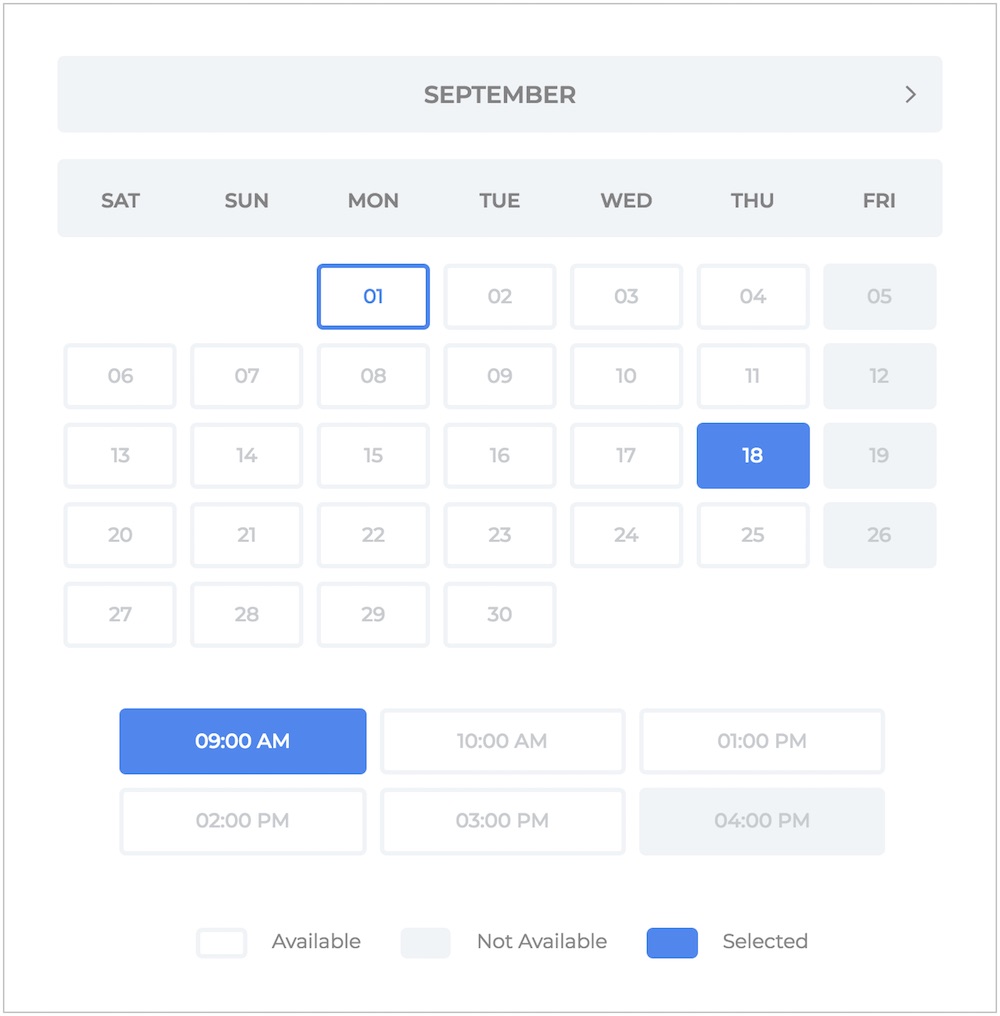 SEPTEMBER
SAT SUN MON TUE WED THU FRI
01 02 03 04 05
06 07 08 09 10 11 12
13 14 15 16 17 18 19
20 21 22 23 24 25 26
27 28 29 30
09:00 AM 10:00 AM 01:00 PM
02:00 PM 03:00 PM 04:00 PM
Available Not Available Selected